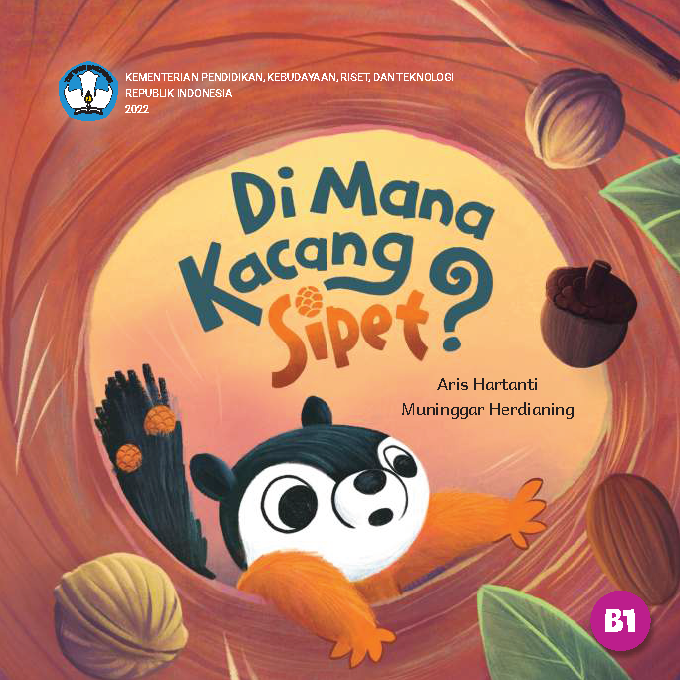 KEMENTERIAN PENDIDIKAN, KEBUDAYAAN, RISET, DAN TEKNOLOGI
REPUBLIK INDONESIA
2022
Di Mana
Kacang
Sipet?
Aris Hartanti
Muninggar Herdianing
B1